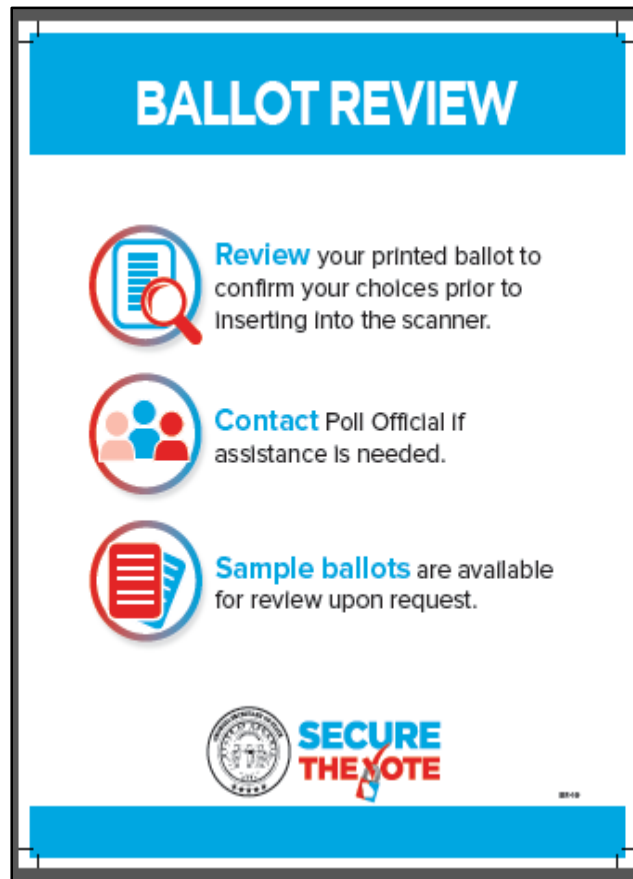 BALLOT REVIEW
Review your printed ballot to
confirm your choices prior to
inserting into the scanner.
Contact Poll Official if
assistance is needed.
Sample ballots are available
for review upon request.
SECURE
THE VOTE